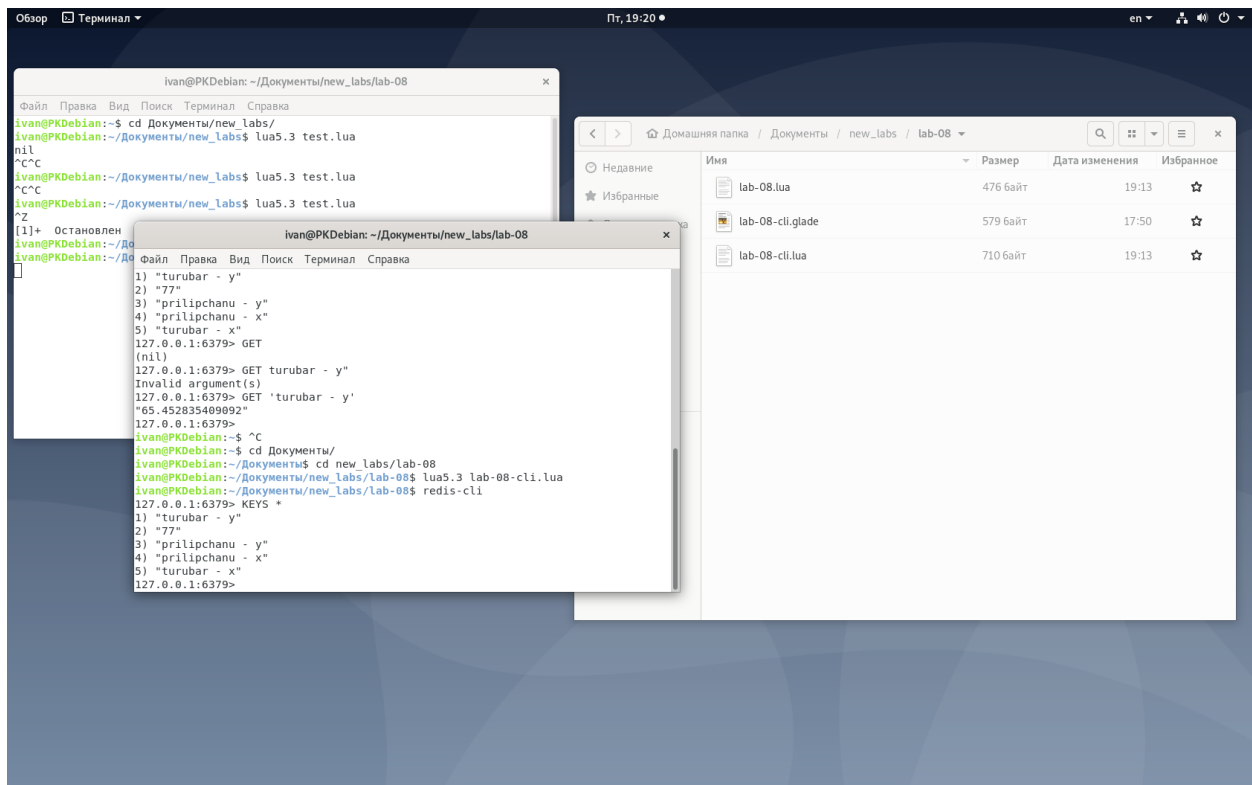 Обзор Терминал Пт, 19:20 en
ivan@PKDebian: ~/Документы/new_labs/lab-08
Файл Правка Вид Поиск Терминал Справка
ivan@PKDebian:~$ cd Документы/new_labs/
ivan@PKDebian:~/Документы/new_labs$ lua5.3 test.lua
nil
^C^C
ivan@PKDebian:~/Документы/new_labs$ lua5.3 test.lua
^C^C
ivan@PKDebian:~/Документы/new_labs$ lua5.3 test.lua
^Z
[1]+ Остановлен
ivan@PKDebian:~/До
ivan@PKDebian:~/До
ivan@PKDebian: ~/Документы/new_labs/lab-08
Файл Правка Вид Поиск Терминал Справка
1) "turubar - y"
2) "77"
3) "prilipchanu - y"
4) "prilipchanu - x"
5) "turubar - x"
127.0.0.1:6379> GET
(nil)
127.0.0.1:6379> GET turubar - y"
Invalid argument(s)
127.0.0.1:6379> GET 'turubar - y'
"65.452835409092"
127.0.0.1:6379>
ivan@PKDebian:~$ ^C
ivan@PKDebian:~$ cd Документы/
ivan@PKDebian:~/Документы$ cd new_labs/lab-08
ivan@PKDebian:~/Документы/new_labs/lab-08$ lua5.3 lab-08-cli.lua
ivan@PKDebian:~/Документы/new_labs/lab-08$ redis-cli
127.0.0.1:6379> KEYS *
1) "turubar - y"
2) "77"
3) "prilipchanu - y"
4) "prilipchanu - x"
5) "turubar - x"
127.0.0.1:6379>
Домашняя папка / Документы / new_labs / lab-08
Недавние
Избранные
Имя Размер Дата изменения Избранное
lab-08.lua 476 байт 19:13
lab-08-cli.glade 579 байт 17:50
lab-08-cli.lua 710 байт 19:13